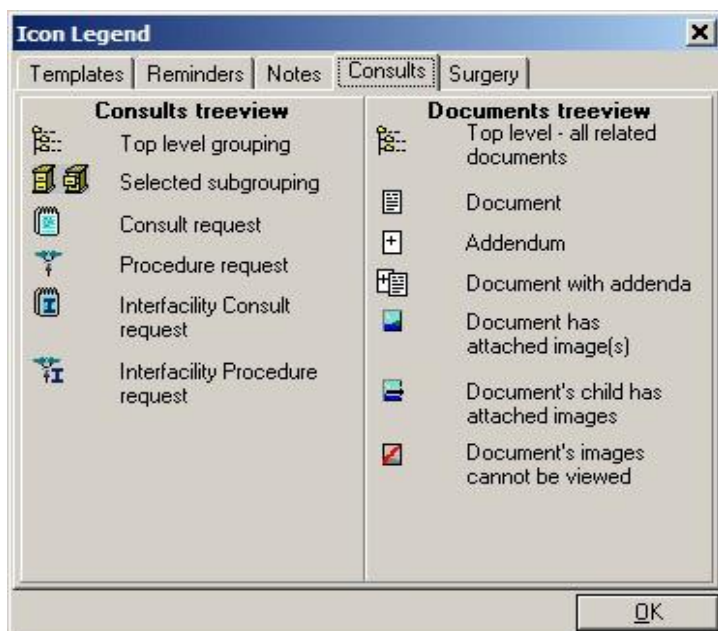 Icon Legend
Templates
Reminders
Notes
Consults
Surgery
Consults treeview
Top level grouping
Selected subgrouping
Consult request
Procedure request
Interfacility Consult
request
Interfacility Procedure
request
Documents treeview
Top level - all related
documents
Document
Addendum
Document with addenda
Document has
attached image(s)
Document's child has
attached images
Document's images
cannot be viewed
OK